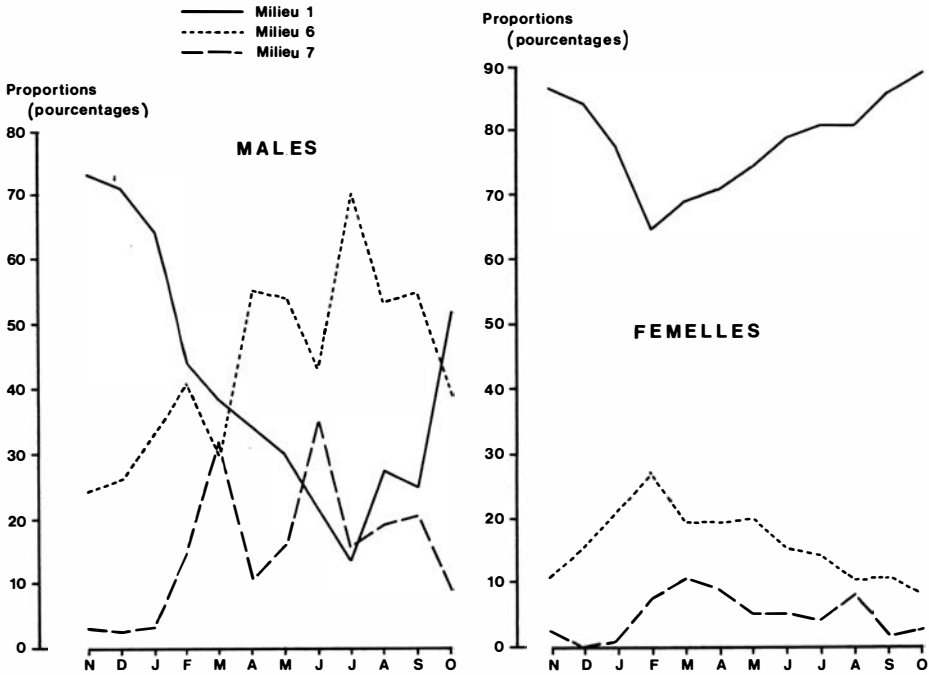 Milieu 1
Milieu 6
Milieu 7
Proportions
(pourcentages)
MALES
80
70
60
50
40
30
20
10
0
N D J F M A M J J A S O
Proportions
(pourcentages)
FEMELLES
90
80
70
60
50
40
30
20
10
0
N D J F M A M J J A S O